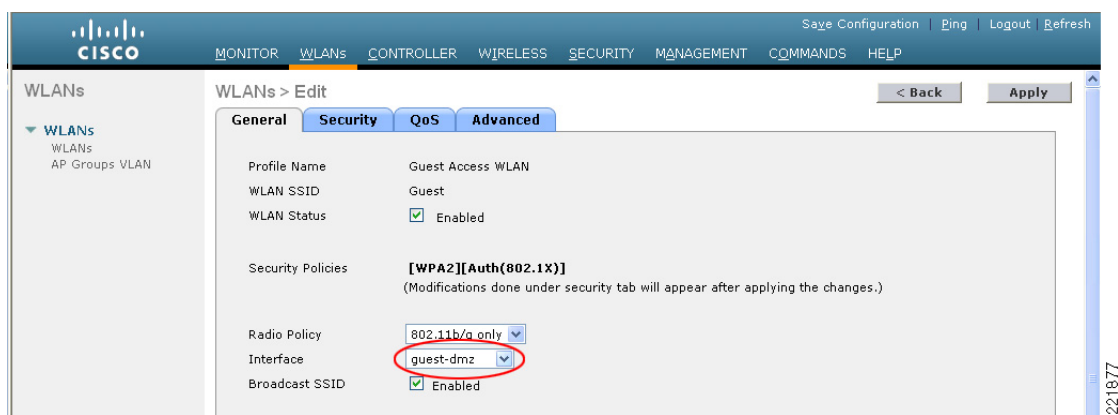 Save Configuration | Ping | Logout | Refresh
CISCO
MONITOR WLANs CONTROLLER WIRELESS SECURITY MANAGEMENT COMMANDS HELP
WLANs
WLANs
WLANs
AP Groups VLAN
WLANs > Edit
< Back
Apply
General Security QoS Advanced
Profile Name Guest Access WLAN
WLAN SSID Guest
WLAN Status Enabled
Security Policies [WPA2][Auth(802.1X)]
(Modifications done under security tab will appear after applying the changes.)
Radio Policy 802.11b/g only
Interface guest-dmz
Broadcast SSID Enabled
221877